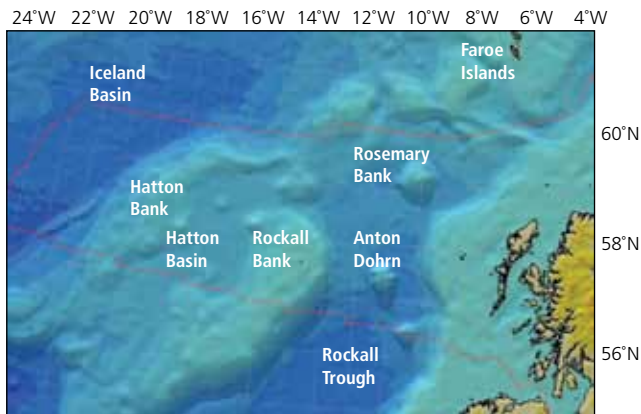 24˚W 22˚W 20˚W 18˚W 16˚W 14˚W 12˚W 10˚W 8˚W 6˚W 4˚W
Faroe
Islands
Iceland
Basin
60˚N
Rosemary
Bank
Hatton
Bank
Hatton
Basin
Rockall
Bank
Anton
Dohrn
58˚N
Rockall
Trough
56˚N